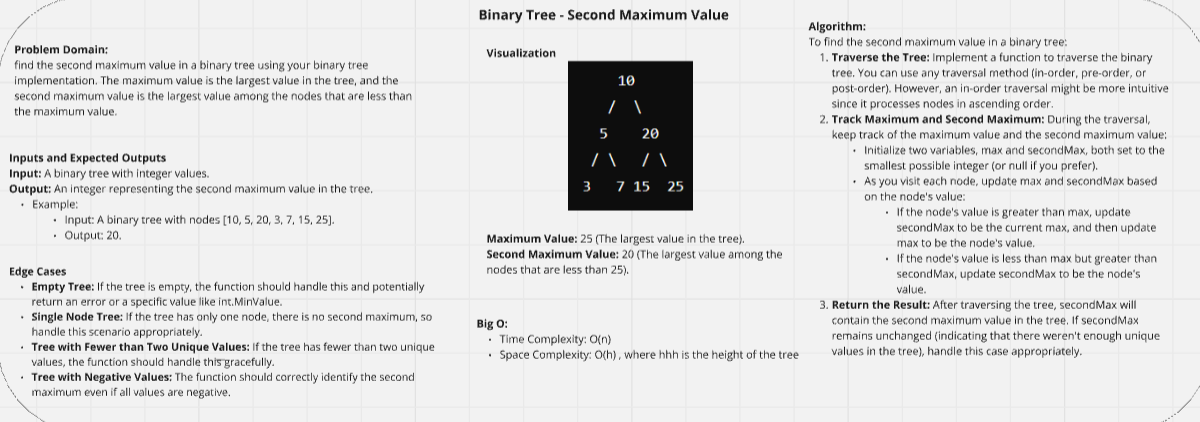 Binary Tree - Second Maximum Value
Problem Domain:
find the second maximum value in a binary tree using your binary tree
implementation. The maximum value is the largest value in the tree, and the
second maximum value is the largest value among the nodes that are less than
the maximum value.
Inputs and Expected Outputs
Input: A binary tree with integer values.
Output: An integer representing the second maximum value in the tree.
• Example:
• Input: A binary tree with nodes [10, 5, 20, 3, 7, 15, 25].
• Output: 20.
Edge Cases
• Empty Tree: If the tree is empty, the function should handle this and potentially
return an error or a specific value like int.MinValue.
• Single Node Tree: If the tree has only one node, there is no second maximum, so
handle this scenario appropriately.
• Tree with Fewer than Two Unique Values: If the tree has fewer than two unique
values, the function should handle this gracefully.
• Tree with Negative Values: The function should correctly identify the second
maximum even if all values are negative.
Visualization
10
/ \
5 20
/ \ / \
3 7 15 25
Maximum Value: 25 (The largest value in the tree).
Second Maximum Value: 20 (The largest value among the
nodes that are less than 25).
Big O:
• Time Complexity: O(n)
• Space Complexity: O(h) , where hhh is the height of the tree
Algorithm:
To find the second maximum value in a binary tree:
1. Traverse the Tree: Implement a function to traverse the binary
tree. You can use any traversal method (in-order, pre-order, or
post-order). However, an in-order traversal might be more intuitive
since it processes nodes in ascending order.
2. Track Maximum and Second Maximum: During the traversal,
keep track of the maximum value and the second maximum value:
• Initialize two variables, max and secondMax, both set to the
smallest possible integer (or null if you prefer).
• As you visit each node, update max and secondMax based
on the node's value:
• If the node's value is greater than max, update
secondMax to be the current max, and then update
max to be the node's value.
• If the node's value is less than max but greater than
secondMax, update secondMax to be the node's
value.
3. Return the Result: After traversing the tree, secondMax will
contain the second maximum value in the tree. If secondMax
remains unchanged (indicating that there weren't enough unique
values in the tree), handle this case appropriately.